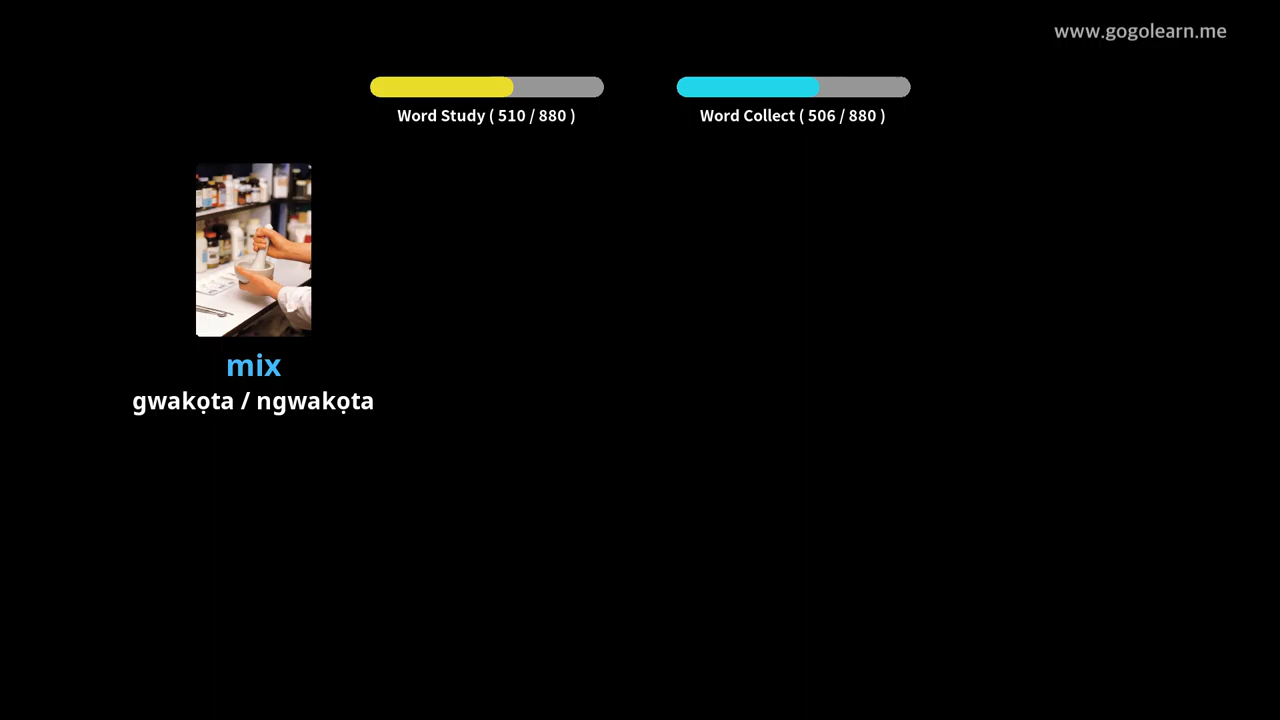 www.gogolearn.me
Word Study ( 510 / 880 )
Word Collect ( 506 / 880 )
mix
gwakọta / ngwakọta